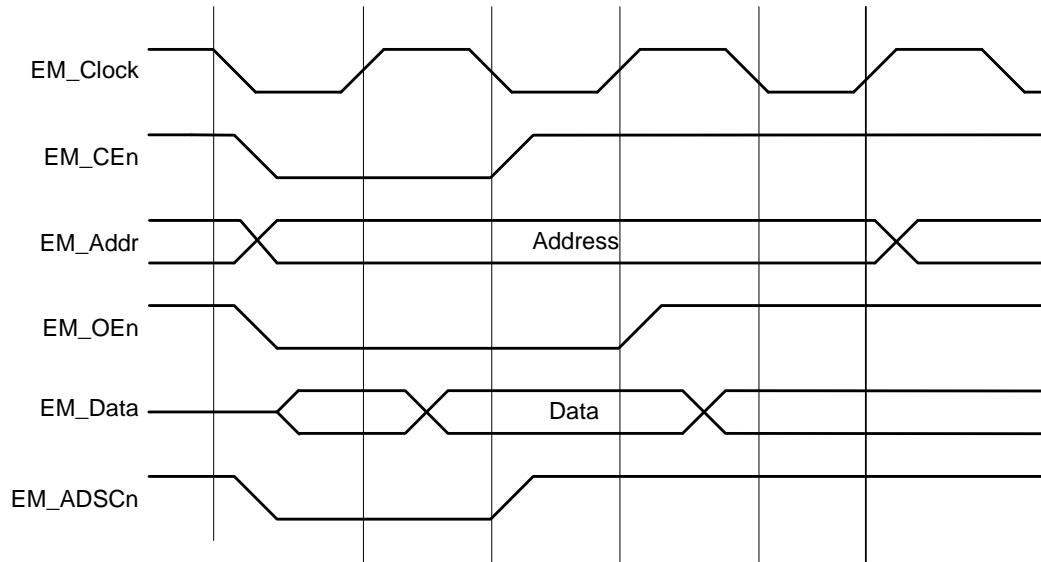 EM_Clock
EM_CEn
EM_Addr
Address
EM_OEn
EM_Data
Data
EM_ADSCn